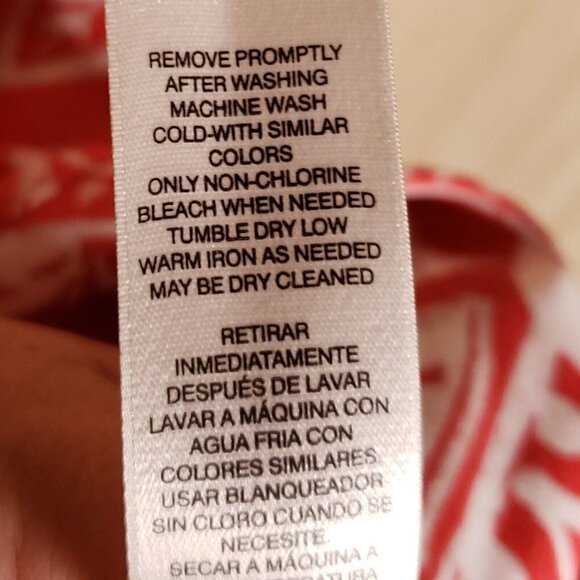 REMOVE PROMPTLY
AFTER WASHING
MACHINE WASH
COLD-WITH SIMILAR
COLORS
ONLY NON-CHLORINE
BLEACH WHEN NEEDED
TUMBLE DRY LOW
WARM IRON AS NEEDED
MAY BE DRY CLEANED
RETIRAR
INMEDIATAMENTE
DESPUÉS DE LAVAR
LAVAR A MÁQUINA CON
AGUA FRIA CON
COLORES SIMILARES
USAR BLANQUEADOR
SIN CLORO CUANDO SE
NECESITE.
SECAR A MÁQUINA A